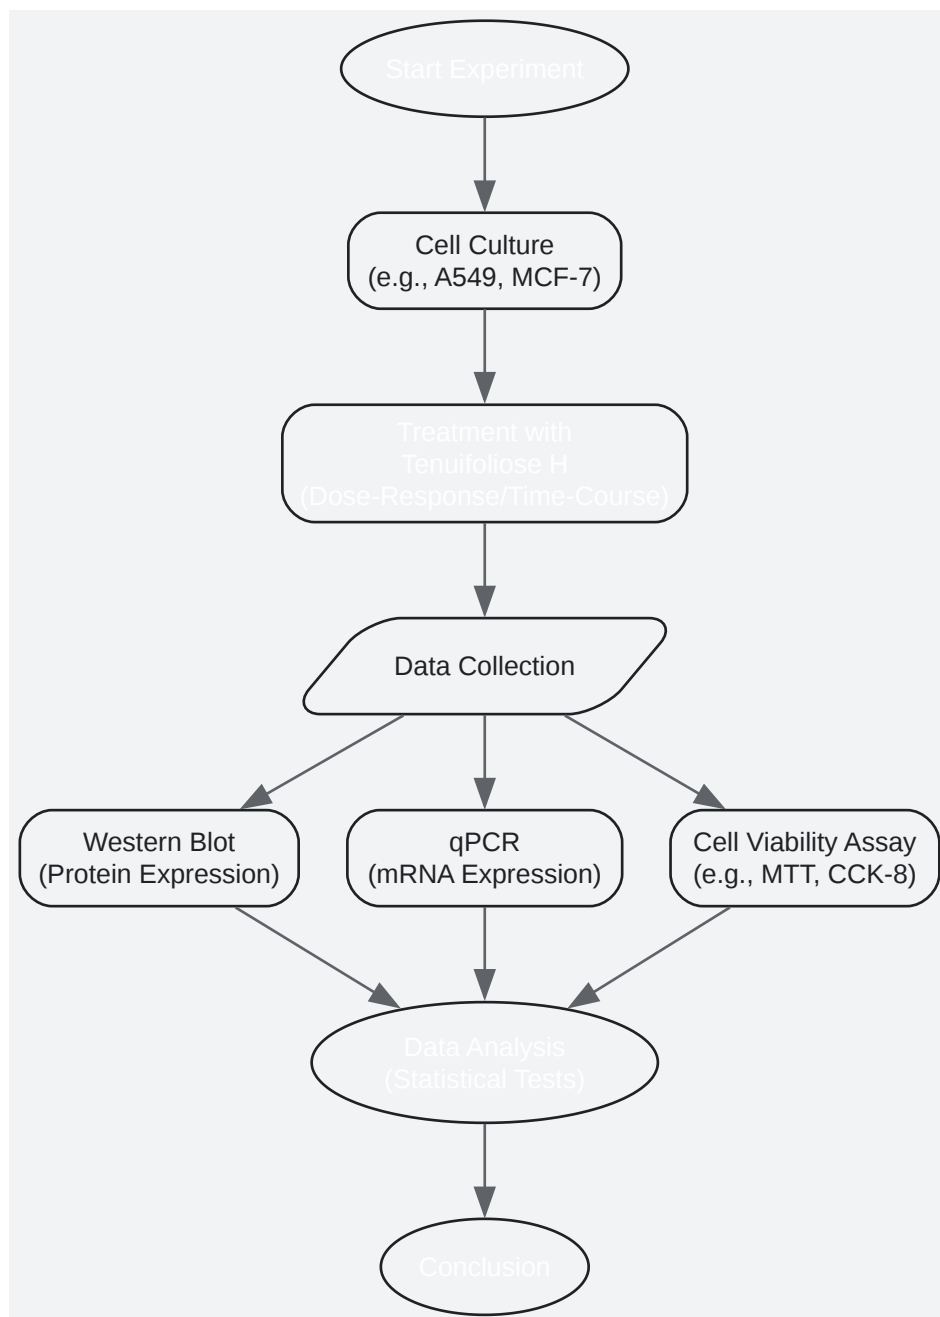 Start Experiment
Cell Culture
(e.g., A549, MCF-7)
Treatment with
Tenuifoliose H
(Dose-Response/Time-Course)
Data Collection
Western Blot
(Protein Expression)
qPCR
(mRNA Expression)
Cell Viability Assay
(e.g., MTT, CCK-8)
Data Analysis
(Statistical Tests)
Conclusion